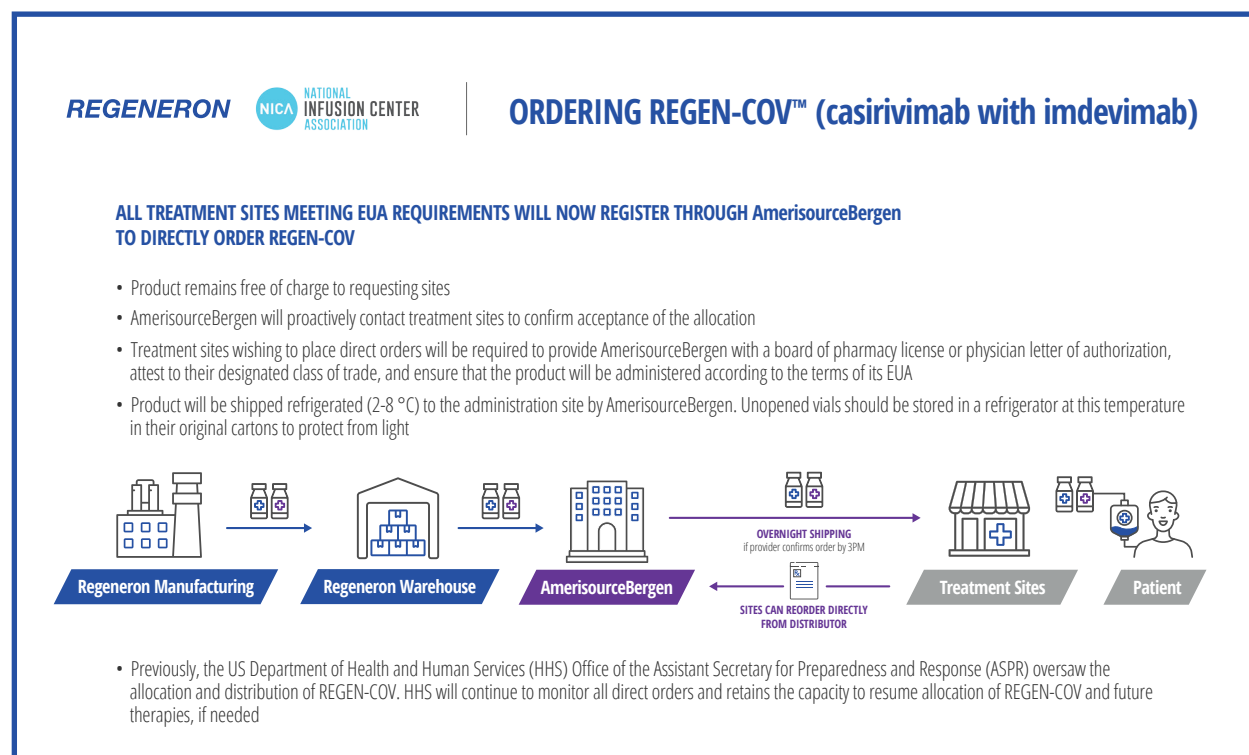 REGENERON
NICA
NATIONAL
INFUSION CENTER
ASSOCIATION
ORDERING REGEN-COV™ (casirivimab with imdevimab)
ALL TREATMENT SITES MEETING EUA REQUIREMENTS WILL NOW REGISTER THROUGH AmerisourceBergen
TO DIRECTLY ORDER REGEN-COV
• Product remains free of charge to requesting sites
• AmerisourceBergen will proactively contact treatment sites to confirm acceptance of the allocation
• Treatment sites wishing to place direct orders will be required to provide AmerisourceBergen with a board of pharmacy license or physician letter of authorization,
attest to their designated class of trade, and ensure that the product will be administered according to the terms of its EUA
• Product will be shipped refrigerated (2-8 °C) to the administration site by AmerisourceBergen. Unopened vials should be stored in a refrigerator at this temperature
in their original cartons to protect from light
OVERNIGHT SHIPPING
if provider confirms order by 3PM
Regeneron Manufacturing
Regeneron Warehouse
AmerisourceBergen
Treatment Sites
Patient
SITES CAN REORDER DIRECTLY
FROM DISTRIBUTOR
• Previously, the US Department of Health and Human Services (HHS) Office of the Assistant Secretary for Preparedness and Response (ASPR) oversaw the
allocation and distribution of REGEN-COV. HHS will continue to monitor all direct orders and retains the capacity to resume allocation of REGEN-COV and future
therapies, if needed